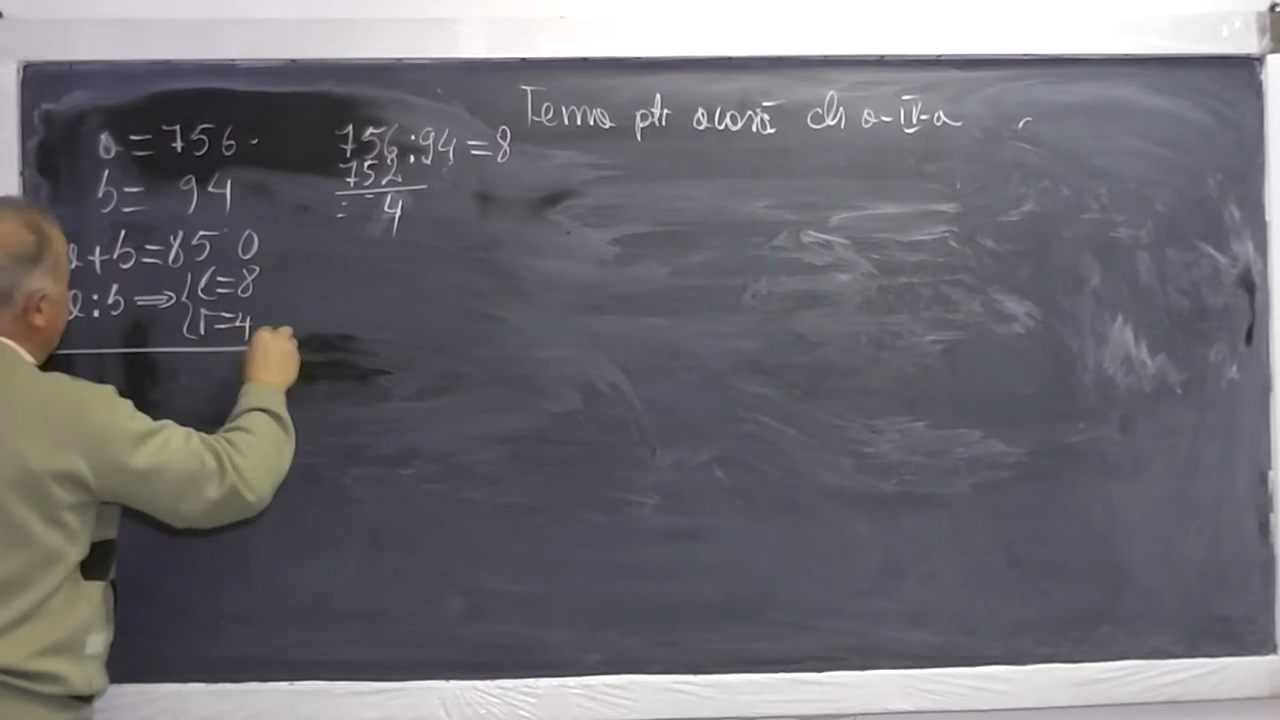 Tema ptr acasă cls a-IV-a
a = 756
b = 94
a + b = 850
a : b ⇒ { C = 8
r = 4
756 : 94 = 8
752
= = 4